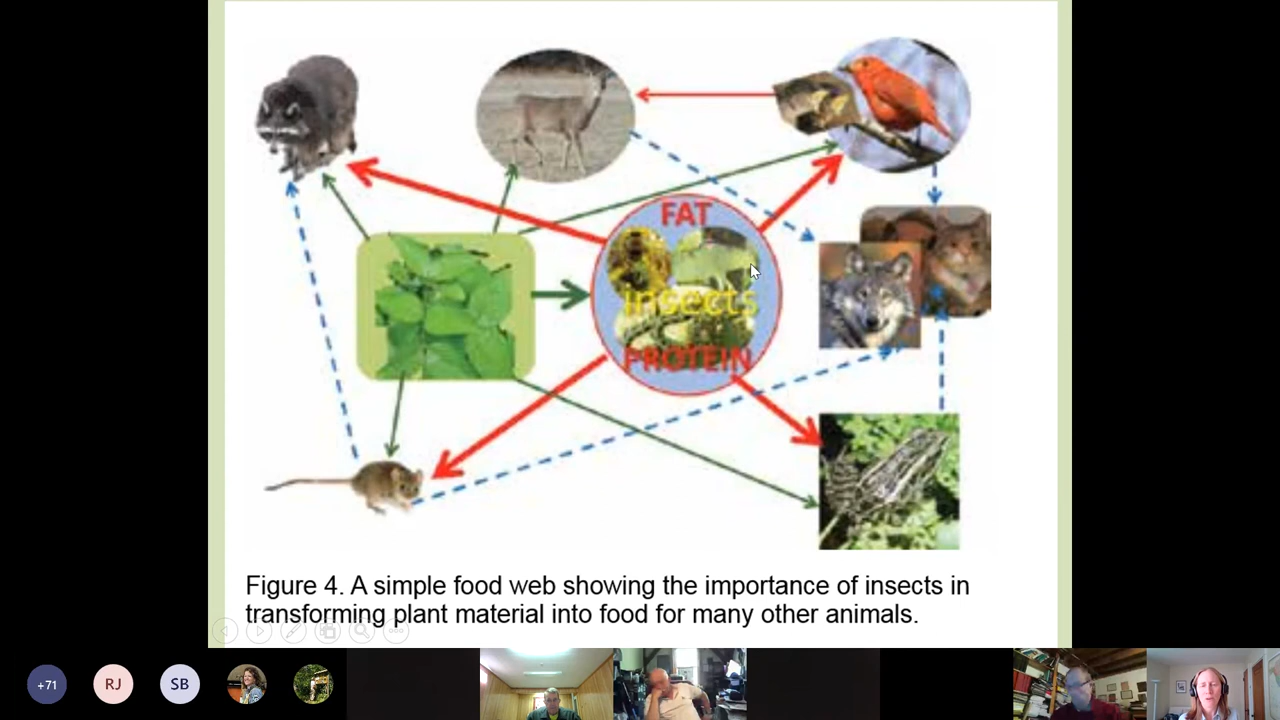 FAT
insects
PROTEIN
Figure 4. A simple food web showing the importance of insects in
transforming plant material into food for many other animals.
+71
RJ
SB